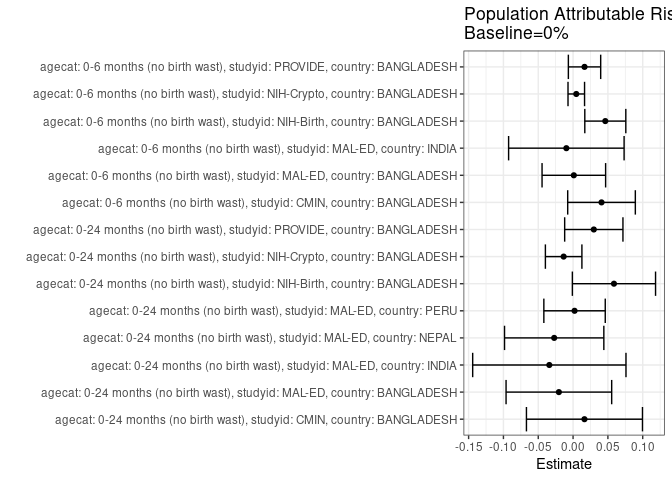 Population Attributable Ris
Baseline=0%
agecat: 0-6 months (no birth wast), studyid: PROVIDE, country: BANGLADESH
agecat: 0-6 months (no birth wast), studyid: NIH-Crypto, country: BANGLADESH
agecat: 0-6 months (no birth wast), studyid: NIH-Birth, country: BANGLADESH
agecat: 0-6 months (no birth wast), studyid: MAL-ED, country: INDIA
agecat: 0-6 months (no birth wast), studyid: MAL-ED, country: BANGLADESH
agecat: 0-6 months (no birth wast), studyid: CMIN, country: BANGLADESH
agecat: 0-24 months (no birth wast), studyid: PROVIDE, country: BANGLADESH
agecat: 0-24 months (no birth wast), studyid: NIH-Crypto, country: BANGLADESH
agecat: 0-24 months (no birth wast), studyid: NIH-Birth, country: BANGLADESH
agecat: 0-24 months (no birth wast), studyid: MAL-ED, country: PERU
agecat: 0-24 months (no birth wast), studyid: MAL-ED, country: NEPAL
agecat: 0-24 months (no birth wast), studyid: MAL-ED, country: INDIA
agecat: 0-24 months (no birth wast), studyid: MAL-ED, country: BANGLADESH
agecat: 0-24 months (no birth wast), studyid: CMIN, country: BANGLADESH
-0.15 -0.10 -0.05 0.00 0.05 0.10
Estimate